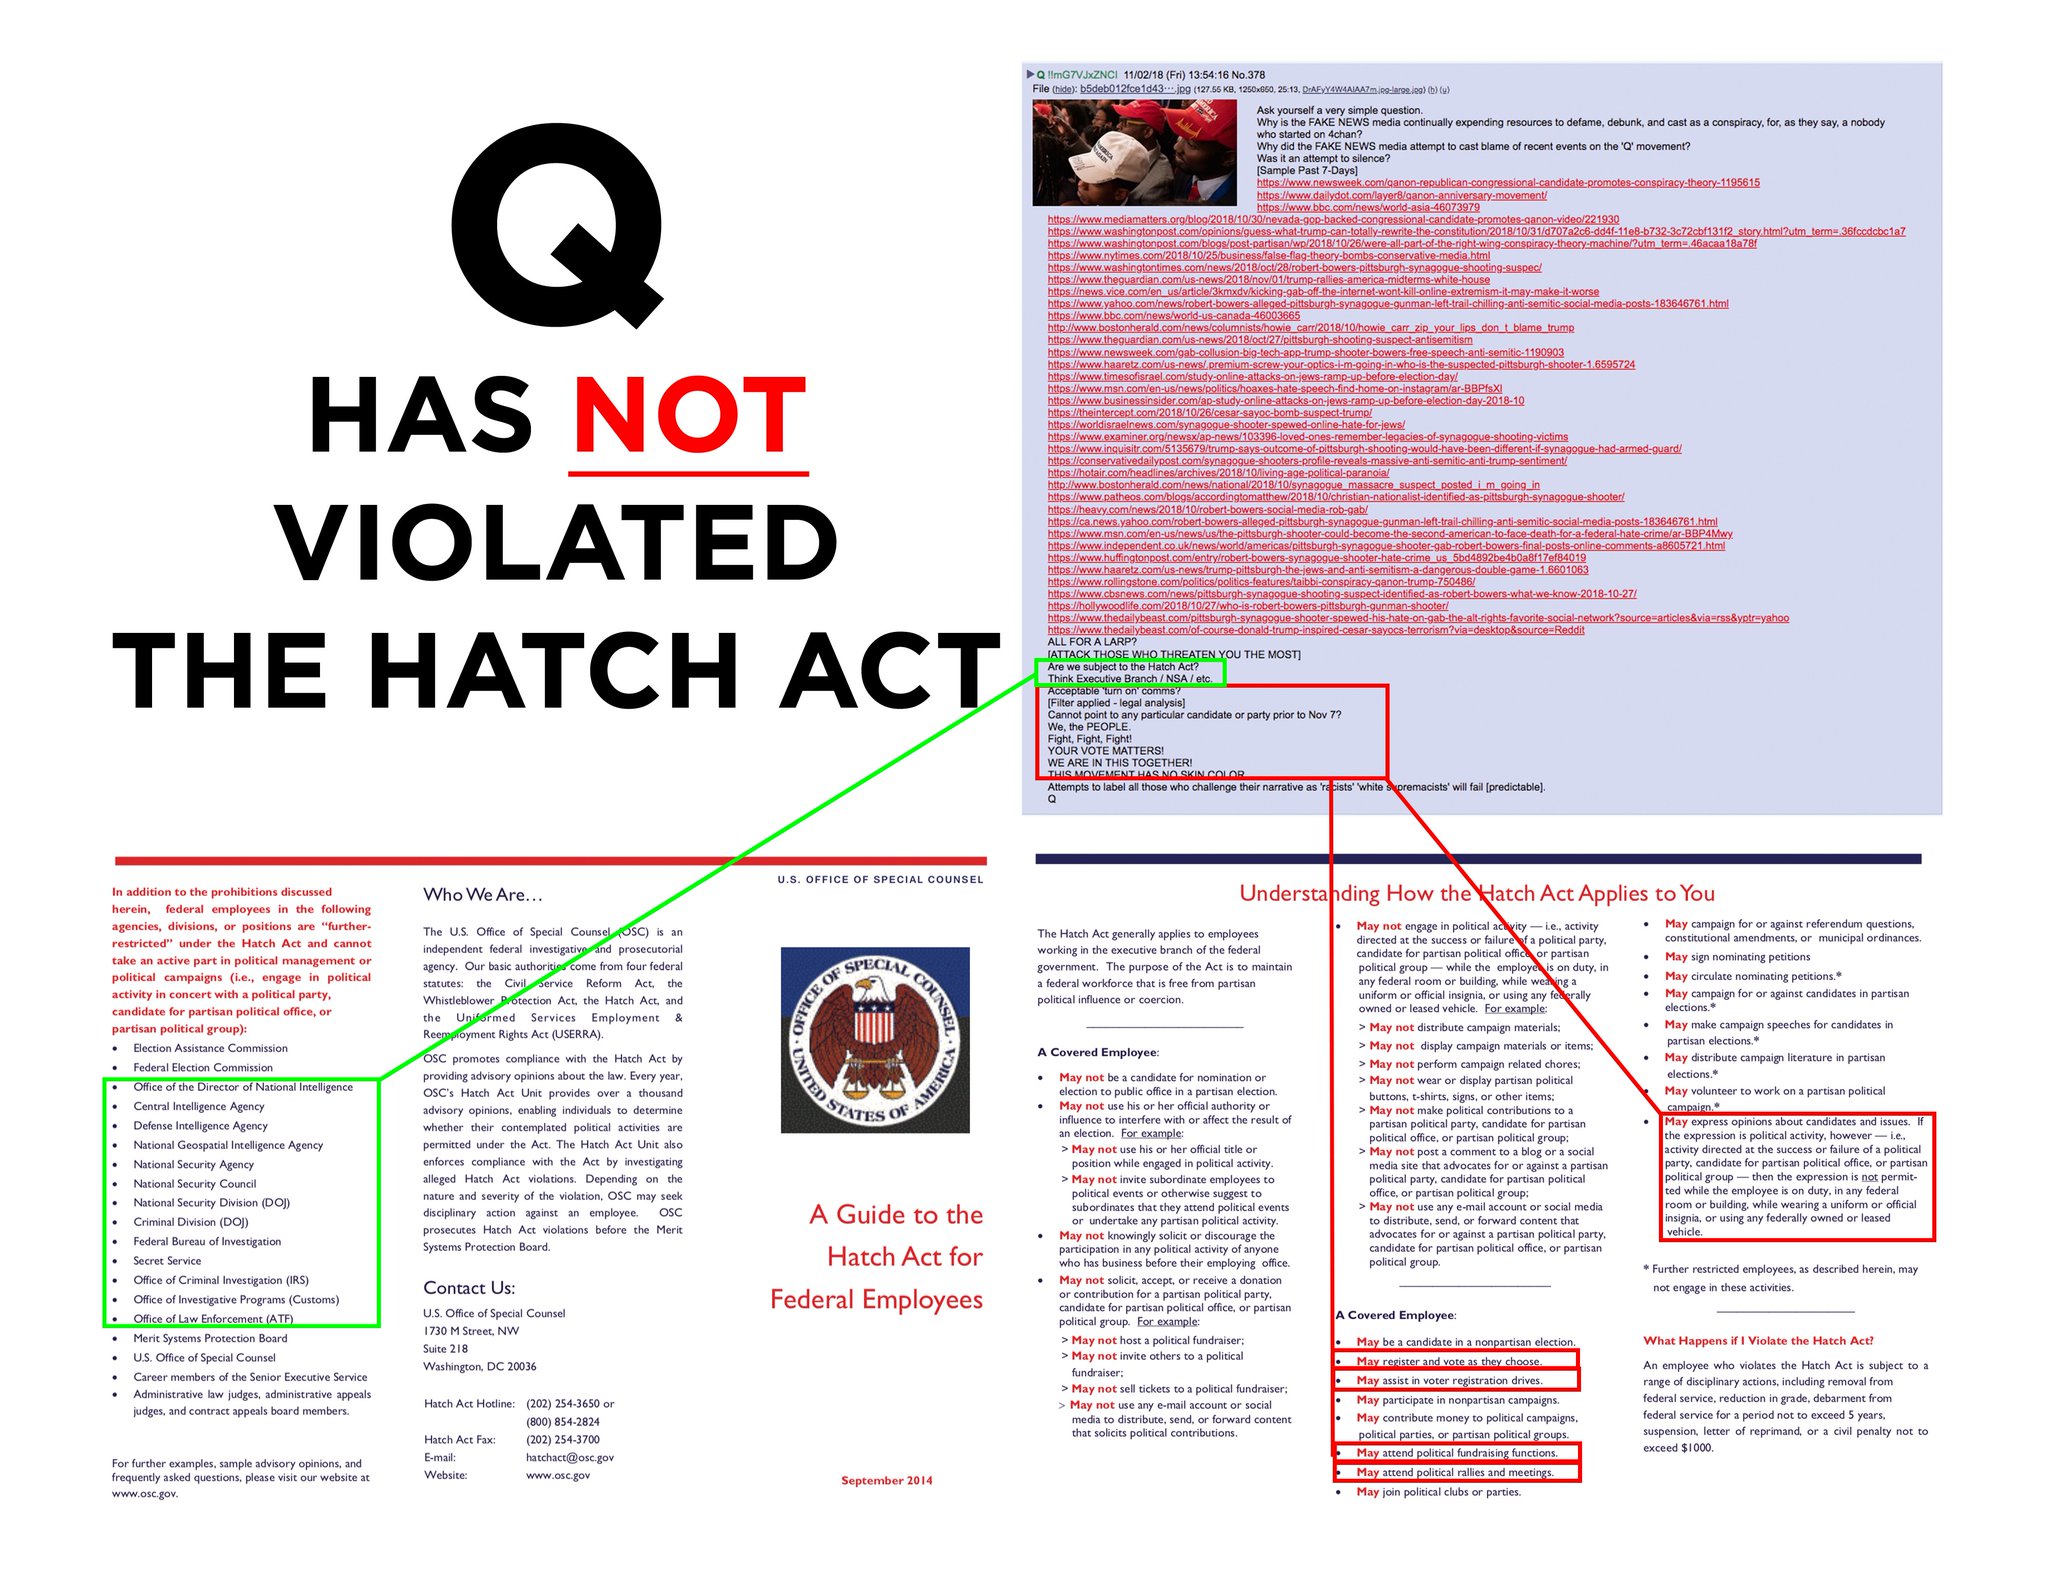 Q
HAS NOT
VIOLATED
THE HATCH ACT
Q !!mG7VJxZNCI 11/02/18 (Fri) 13:54:16 No.378
File (hide): b5deb012fce1d43···.jpg (127.55 KB, 1250x650, 25:13, DrAFyY4W4AIAA7m.jpg-large.jpg) (h) (u)
Ask yourself a very simple question.
Why is the FAKE NEWS media continually expending resources to defame, debunk, and cast as a conspiracy, for, as they say, a nobody
who started on 4chan?
Why did the FAKE NEWS media attempt to cast blame of recent events on the 'Q' movement?
Was it an attempt to silence?
[Sample Past 7-Days]
https://www.newsweek.com/qanon-republican-congressional-candidate-promotes-conspiracy-theory-1195615
https://www.dailydot.com/layer8/qanon-anniversary-movement/
https://www.bbc.com/news/world-asia-46073979
https://www.mediamatters.org/blog/2018/10/30/nevada-gop-backed-congressional-candidate-promotes-qanon-video/221930
https://www.washingtonpost.com/opinions/guess-what-trump-can-totally-rewrite-the-constitution/2018/10/31/d707a2c6-dd4f-11e8-b732-3c72cbf131f2_story.html?utm_term=.36fccdcbc1a7
https://www.washingtonpost.com/blogs/post-partisan/wp/2018/10/26/were-all-part-of-the-right-wing-conspiracy-theory-machine/?utm_term=.46acaa18a78f
https://www.nytimes.com/2018/10/25/business/false-flag-theory-bombs-conservative-media.html
https://www.washingtontimes.com/news/2018/oct/28/robert-bowers-pittsburgh-synagogue-shooting-suspec/
https://www.theguardian.com/us-news/2018/nov/01/trump-rallies-america-midterms-white-house
https://news.vice.com/en_us/article/3kmxdv/kicking-gab-off-the-internet-wont-kill-online-extremism-it-may-make-it-worse
https://www.yahoo.com/news/robert-bowers-alleged-pittsburgh-synagogue-gunman-left-trail-chilling-anti-semitic-social-media-posts-183646761.html
https://www.bbc.com/news/world-us-canada-46003665
http://www.bostonherald.com/news/columnists/howie_carr/2018/10/howie_carr_zip_your_lips_don_t_blame_trump
https://www.theguardian.com/us-news/2018/oct/27/pittsburgh-shooting-suspect-antisemitism
https://www.newsweek.com/gab-collusion-big-tech-app-trump-shooter-bowers-free-speech-anti-semitic-1190903
https://www.haaretz.com/us-news/.premium-screw-your-optics-i-m-going-in-who-is-the-suspected-pittsburgh-shooter-1.6595724
https://www.timesofisrael.com/study-online-attacks-on-jews-ramp-up-before-election-day/
https://www.msn.com/en-us/news/politics/hoaxes-hate-speech-find-home-on-instagram/ar-BBPfsXI
https://www.businessinsider.com/ap-study-online-attacks-on-jews-ramp-up-before-election-day-2018-10
https://theintercept.com/2018/10/26/cesar-sayoc-bomb-suspect-trump/
https://worldisraelnews.com/synagogue-shooter-spewed-online-hate-for-jews/
https://www.examiner.org/newsx/ap-news/103396-loved-ones-remember-legacies-of-synagogue-shooting-victims
https://www.inquisitr.com/5135679/trump-says-outcome-of-pittsburgh-shooting-would-have-been-different-if-synagogue-had-armed-guard/
https://conservativedailypost.com/synagogue-shooters-profile-reveals-massive-anti-semitic-anti-trump-sentiment/
https://hotair.com/headlines/archives/2018/10/living-age-political-paranoia/
http://www.bostonherald.com/news/national/2018/10/synagogue_massacre_suspect_posted_i_m_going_in
https://www.patheos.com/blogs/accordingtomatthew/2018/10/christian-nationalist-identified-as-pittsburgh-synagogue-shooter/
https://heavy.com/news/2018/10/robert-bowers-social-media-rob-gab/
https://ca.news.yahoo.com/robert-bowers-alleged-pittsburgh-synagogue-gunman-left-trail-chilling-anti-semitic-social-media-posts-183646761.html
https://www.msn.com/en-us/news/us/the-pittsburgh-shooter-could-become-the-second-american-to-face-death-for-a-federal-hate-crime/ar-BBP4Mwy
https://www.independent.co.uk/news/world/americas/pittsburgh-synagogue-shooter-gab-robert-bowers-final-posts-online-comments-a8605721.html
https://www.huffingtonpost.com/entry/robert-bowers-synagogue-shooter-hate-crime_us_5bd4892be4b0a8f17ef84019
https://www.haaretz.com/us-news/trump-pittsburgh-the-jews-and-anti-semitism-a-dangerous-double-game-1.6601063
https://www.rollingstone.com/politics/politics-features/taibbi-conspiracy-qanon-trump-750486/
https://www.cbsnews.com/news/pittsburgh-synagogue-shooting-suspect-identified-as-robert-bowers-what-we-know-2018-10-27/
https://hollywoodlife.com/2018/10/27/who-is-robert-bowers-pittsburgh-gunman-shooter/
https://www.thedailybeast.com/pittsburgh-synagogue-shooter-spewed-his-hate-on-gab-the-alt-rights-favorite-social-network?source=articles&via=rss&yptr=yahoo
https://www.thedailybeast.com/of-course-donald-trump-inspired-cesar-sayocs-terrorism?via=desktop&source=Reddit
ALL FOR A LARP?
[ATTACK THOSE WHO THREATEN YOU THE MOST]
Are we subject to the Hatch Act?
Think Executive Branch / NSA / etc.
Acceptable 'turn on' comms?
[Filter applied - legal analysis]
Cannot point to any particular candidate or party prior to Nov 7?
We, the PEOPLE.
Fight, Fight, Fight!
YOUR VOTE MATTERS!
WE ARE IN THIS TOGETHER!
THIS MOVEMENT HAS NO SKIN COLOR
Attempts to label all those who challenge their narrative as 'racists' 'white supremacists' will fail [predictable].
Q
In addition to the prohibitions discussed
herein, federal employees in the following
agencies, divisions, or positions are “further-
restricted” under the Hatch Act and cannot
take an active part in political management or
political campaigns (i.e., engage in political
activity in concert with a political party,
candidate for partisan political office, or
partisan political group):
• Election Assistance Commission
• Federal Election Commission
• Office of the Director of National Intelligence
• Central Intelligence Agency
• Defense Intelligence Agency
• National Geospatial Intelligence Agency
• National Security Agency
• National Security Council
• National Security Division (DOJ)
• Criminal Division (DOJ)
• Federal Bureau of Investigation
• Secret Service
• Office of Criminal Investigation (IRS)
• Office of Investigative Programs (Customs)
• Office of Law Enforcement (ATF)
• Merit Systems Protection Board
• U.S. Office of Special Counsel
• Career members of the Senior Executive Service
• Administrative law judges, administrative appeals
judges, and contract appeals board members.
For further examples, sample advisory opinions, and
frequently asked questions, please visit our website at
www.osc.gov.
Who We Are…
The U.S. Office of Special Counsel (OSC) is an
independent federal investigative and prosecutorial
agency. Our basic authorities come from four federal
statutes: the Civil Service Reform Act, the
Whistleblower Protection Act, the Hatch Act, and
the Uniformed Services Employment &
Reemployment Rights Act (USERRA).
OSC promotes compliance with the Hatch Act by
providing advisory opinions about the law. Every year,
OSC’s Hatch Act Unit provides over a thousand
advisory opinions, enabling individuals to determine
whether their contemplated political activities are
permitted under the Act. The Hatch Act Unit also
enforces compliance with the Act by investigating
alleged Hatch Act violations. Depending on the
nature and severity of the violation, OSC may seek
disciplinary action against an employee. OSC
prosecutes Hatch Act violations before the Merit
Systems Protection Board.
Contact Us:
U.S. Office of Special Counsel
1730 M Street, NW
Suite 218
Washington, DC 20036
Hatch Act Hotline: (202) 254-3650 or
(800) 854-2824
Hatch Act Fax: (202) 254-3700
E-mail: hatchact@osc.gov
Website: www.osc.gov
U.S. OFFICE OF SPECIAL COUNSEL
OFFICE OF SPECIAL COUNSEL
UNITED STATES OF AMERICA
A Guide to the
Hatch Act for
Federal Employees
September 2014
Understanding How the Hatch Act Applies to You
The Hatch Act generally applies to employees
working in the executive branch of the federal
government. The purpose of the Act is to maintain
a federal workforce that is free from partisan
political influence or coercion.
A Covered Employee:
• May not be a candidate for nomination or
election to public office in a partisan election.
• May not use his or her official authority or
influence to interfere with or affect the result of
an election. For example:
> May not use his or her official title or
position while engaged in political activity.
> May not invite subordinate employees to
political events or otherwise suggest to
subordinates that they attend political events
or undertake any partisan political activity.
• May not knowingly solicit or discourage the
participation in any political activity of anyone
who has business before their employing office.
• May not solicit, accept, or receive a donation
or contribution for a partisan political party,
candidate for partisan political office, or partisan
political group. For example:
> May not host a political fundraiser;
> May not invite others to a political
fundraiser;
> May not sell tickets to a political fundraiser;
> May not use any e-mail account or social
media to distribute, send, or forward content
that solicits political contributions.
• May not engage in political activity — i.e., activity
directed at the success or failure of a political party,
candidate for partisan political office, or partisan
political group — while the employee is on duty, in
any federal room or building, while wearing a
uniform or official insignia, or using any federally
owned or leased vehicle. For example:
> May not distribute campaign materials;
> May not display campaign materials or items;
> May not perform campaign related chores;
> May not wear or display partisan political
buttons, t-shirts, signs, or other items;
> May not make political contributions to a
partisan political party, candidate for partisan
political office, or partisan political group;
> May not post a comment to a blog or a social
media site that advocates for or against a partisan
political party, candidate for partisan political
office, or partisan political group;
> May not use any e-mail account or social media
to distribute, send, or forward content that
advocates for or against a partisan political party,
candidate for partisan political office, or partisan
political group.
A Covered Employee:
• May be a candidate in a nonpartisan election.
• May register and vote as they choose.
• May assist in voter registration drives.
• May participate in nonpartisan campaigns.
• May contribute money to political campaigns,
political parties, or partisan political groups.
• May attend political fundraising functions.
• May attend political rallies and meetings.
• May join political clubs or parties.
• May campaign for or against referendum questions,
constitutional amendments, or municipal ordinances.
• May sign nominating petitions
• May circulate nominating petitions.*
• May campaign for or against candidates in partisan
elections.*
• May make campaign speeches for candidates in
partisan elections.*
• May distribute campaign literature in partisan
elections.*
• May volunteer to work on a partisan political
campaign.*
• May express opinions about candidates and issues. If
the expression is political activity, however — i.e.,
activity directed at the success or failure of a political
party, candidate for partisan political office, or partisan
political group — then the expression is not permit-
ted while the employee is on duty, in any federal
room or building, while wearing a uniform or official
insignia, or using any federally owned or leased
vehicle.
* Further restricted employees, as described herein, may
not engage in these activities.
What Happens if I Violate the Hatch Act?
An employee who violates the Hatch Act is subject to a
range of disciplinary actions, including removal from
federal service, reduction in grade, debarment from
federal service for a period not to exceed 5 years,
suspension, letter of reprimand, or a civil penalty not to
exceed $1000.